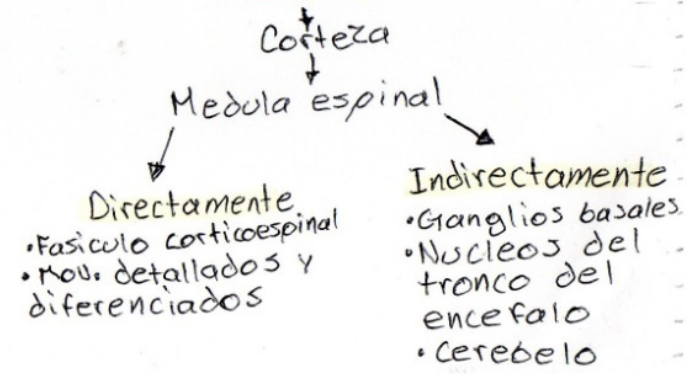 Corteza
Medula espinal
Directamente
•Fasiculo corticoespinal
•Mov. detallados y
diferenciados
Indirectamente
•Ganglios basales
•Nucleos del
tronco del
encefalo
•Cerebelo